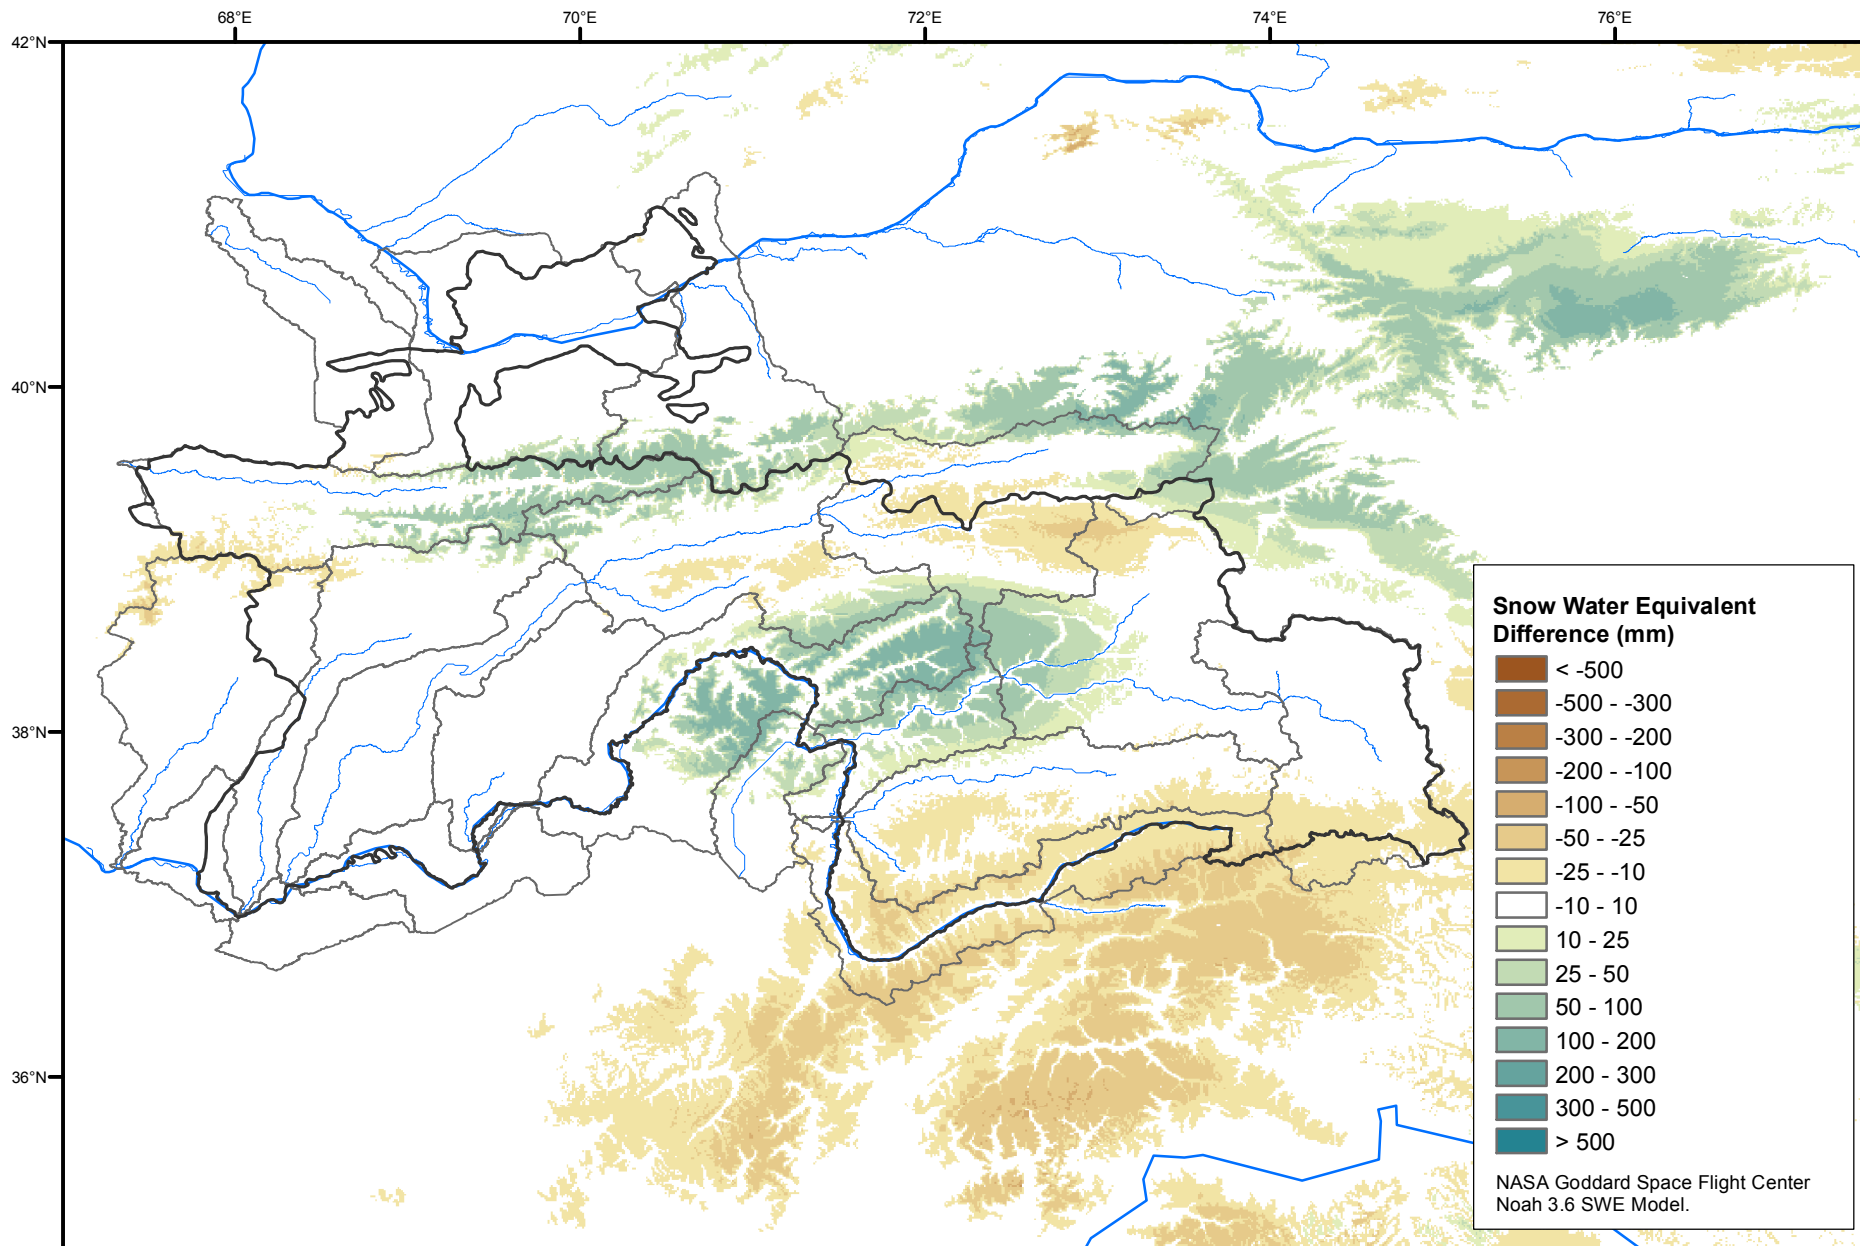 68°E
70°E
72°E
74°E
76°E
42°N
40°N
38°N
36°N
Snow Water Equivalent
Difference (mm)
< -500
-500 - -300
-300 - -200
-200 - -100
-100 - -50
-50 - -25
-25 - -10
-10 - 10
10 - 25
25 - 50
50 - 100
100 - 200
200 - 300
300 - 500
> 500
NASA Goddard Space Flight Center
Noah 3.6 SWE Model.